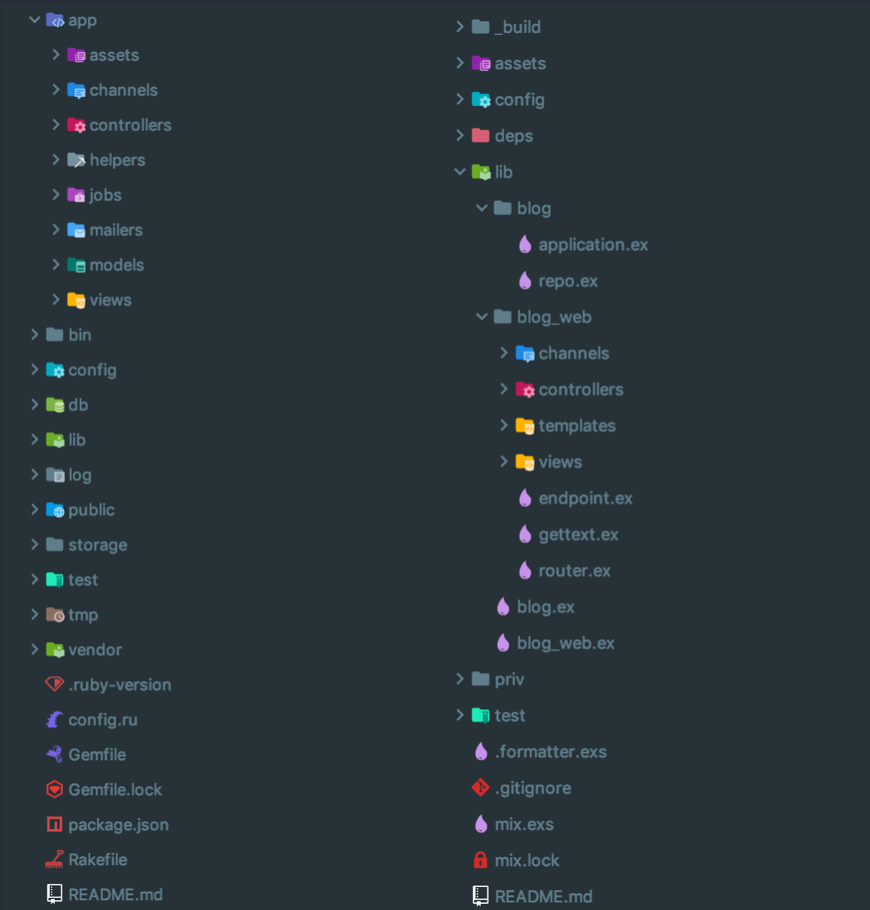 app
assets
channels
controllers
helpers
jobs
mailers
models
views
bin
config
db
lib
log
public
storage
test
tmp
vendor
.ruby-version
config.ru
Gemfile
Gemfile.lock
package.json
Rakefile
README.md
_build
assets
config
deps
lib
blog
application.ex
repo.ex
blog_web
channels
controllers
templates
views
endpoint.ex
gettext.ex
router.ex
blog.ex
blog_web.ex
priv
test
.formatter.exs
.gitignore
mix.exs
mix.lock
README.md